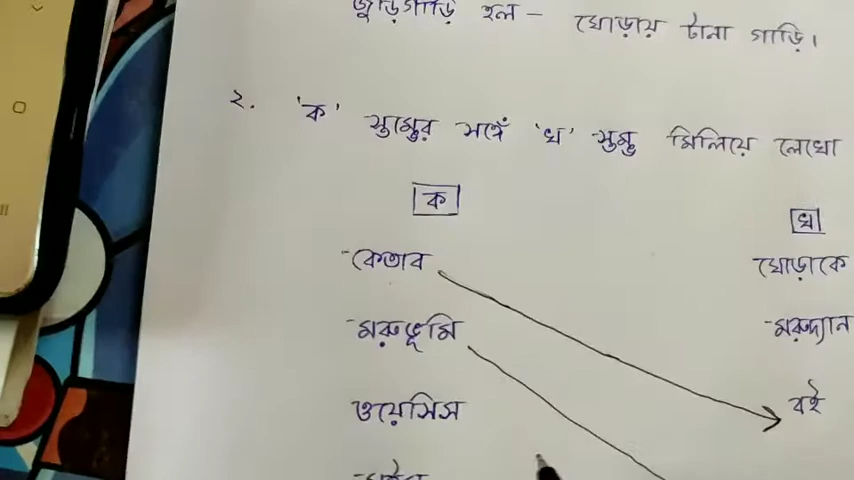 জুড়িগাড়ি হল - ঘোড়ায় টানা গাড়ি।
২. 'ক' স্তম্ভের সঙ্গে 'খ' স্তম্ভ মিলিয়ে লেখো
ক খ
কেতাব ঘোড়াকে
মরুভূমি মরুদ্যান
ওয়েসিস বই